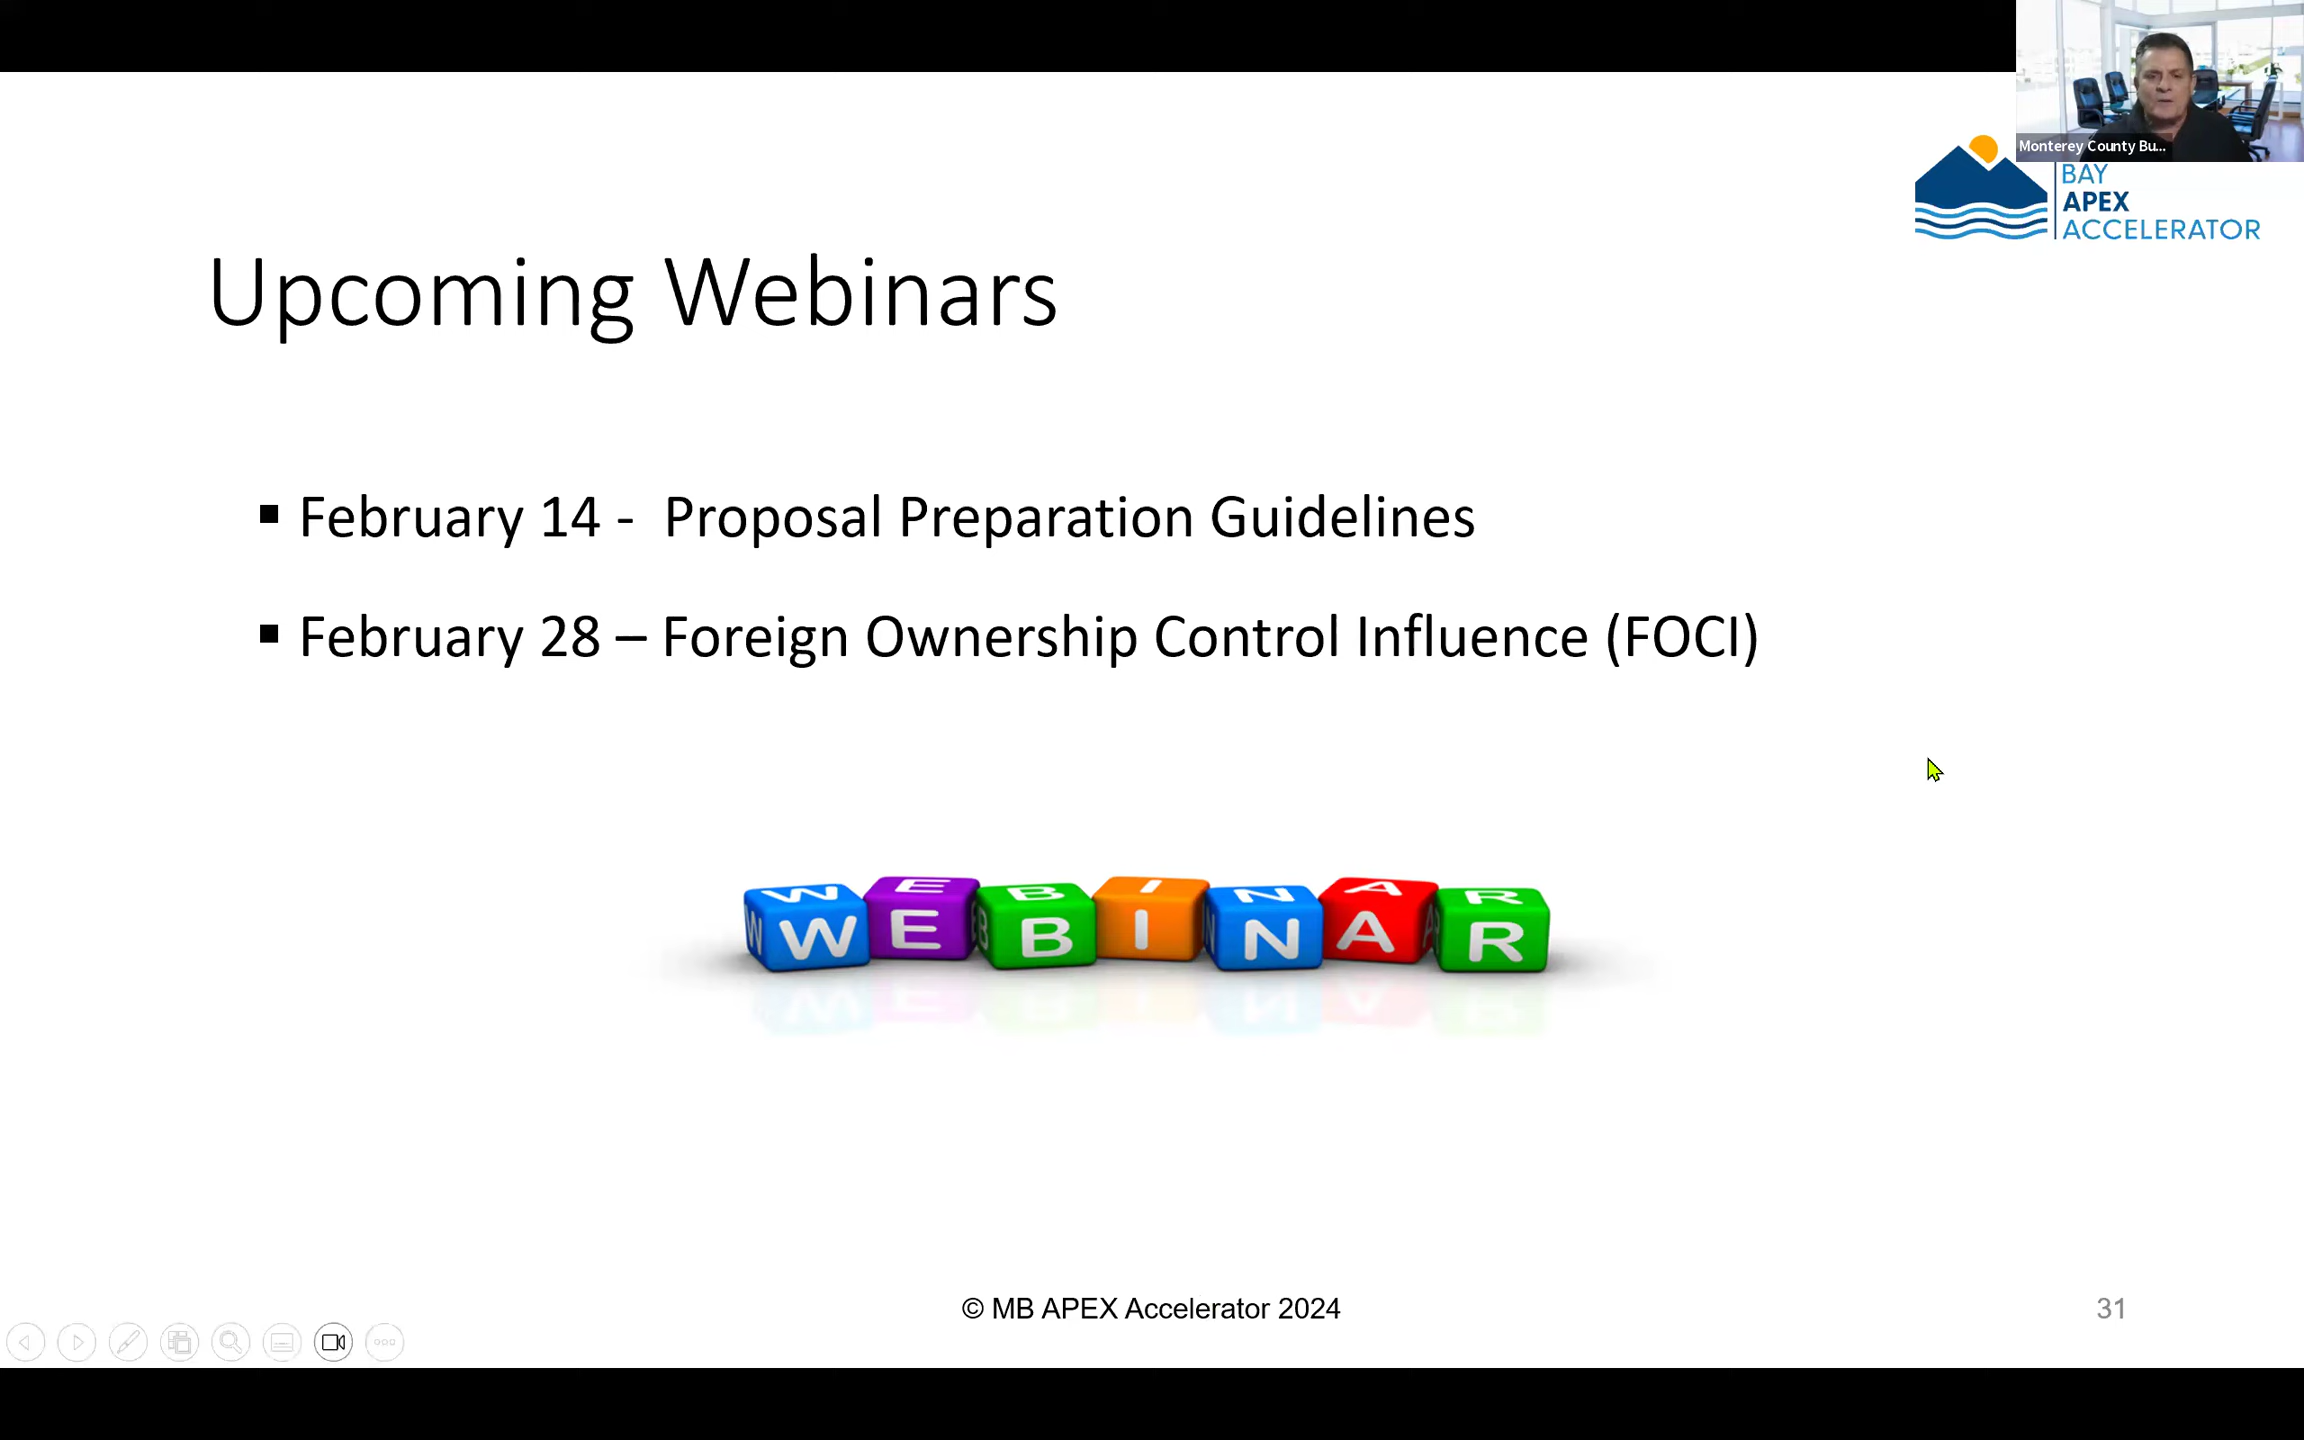 Monterey County Bu...
BAY
APEX
ACCELERATOR
Upcoming Webinars
▪ February 14 - Proposal Preparation Guidelines
▪ February 28 – Foreign Ownership Control Influence (FOCI)
WEBINAR
© MB APEX Accelerator 2024
31